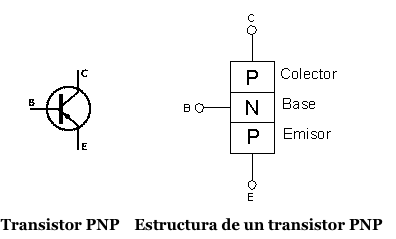 C
B
E
C
P Colector
B N Base
P Emisor
E
Transistor PNP Estructura de un transistor PNP